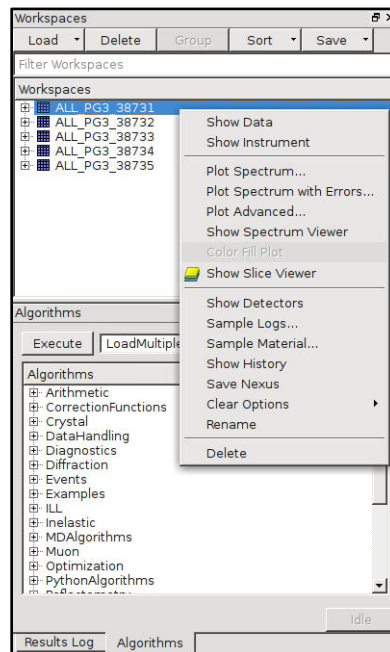 Workspaces
Load Delete Group Sort Save
Filter Workspaces
Workspaces
ALL_PG3_38731
ALL_PG3_38732
ALL_PG3_38733
ALL_PG3_38734
ALL_PG3_38735
Show Data
Show Instrument
Plot Spectrum...
Plot Spectrum with Errors...
Plot Advanced...
Show Spectrum Viewer
Color Fill Plot
Show Slice Viewer
Show Detectors
Sample Logs...
Sample Material...
Show History
Save Nexus
Clear Options
Rename
Delete
Algorithms
Execute LoadMultiple
Algorithms
Arithmetic
CorrectionFunctions
Crystal
DataHandling
Diagnostics
Diffraction
Events
Examples
ILL
Inelastic
MDAlgorithms
Muon
Optimization
PythonAlgorithms
Idle
Results Log Algorithms